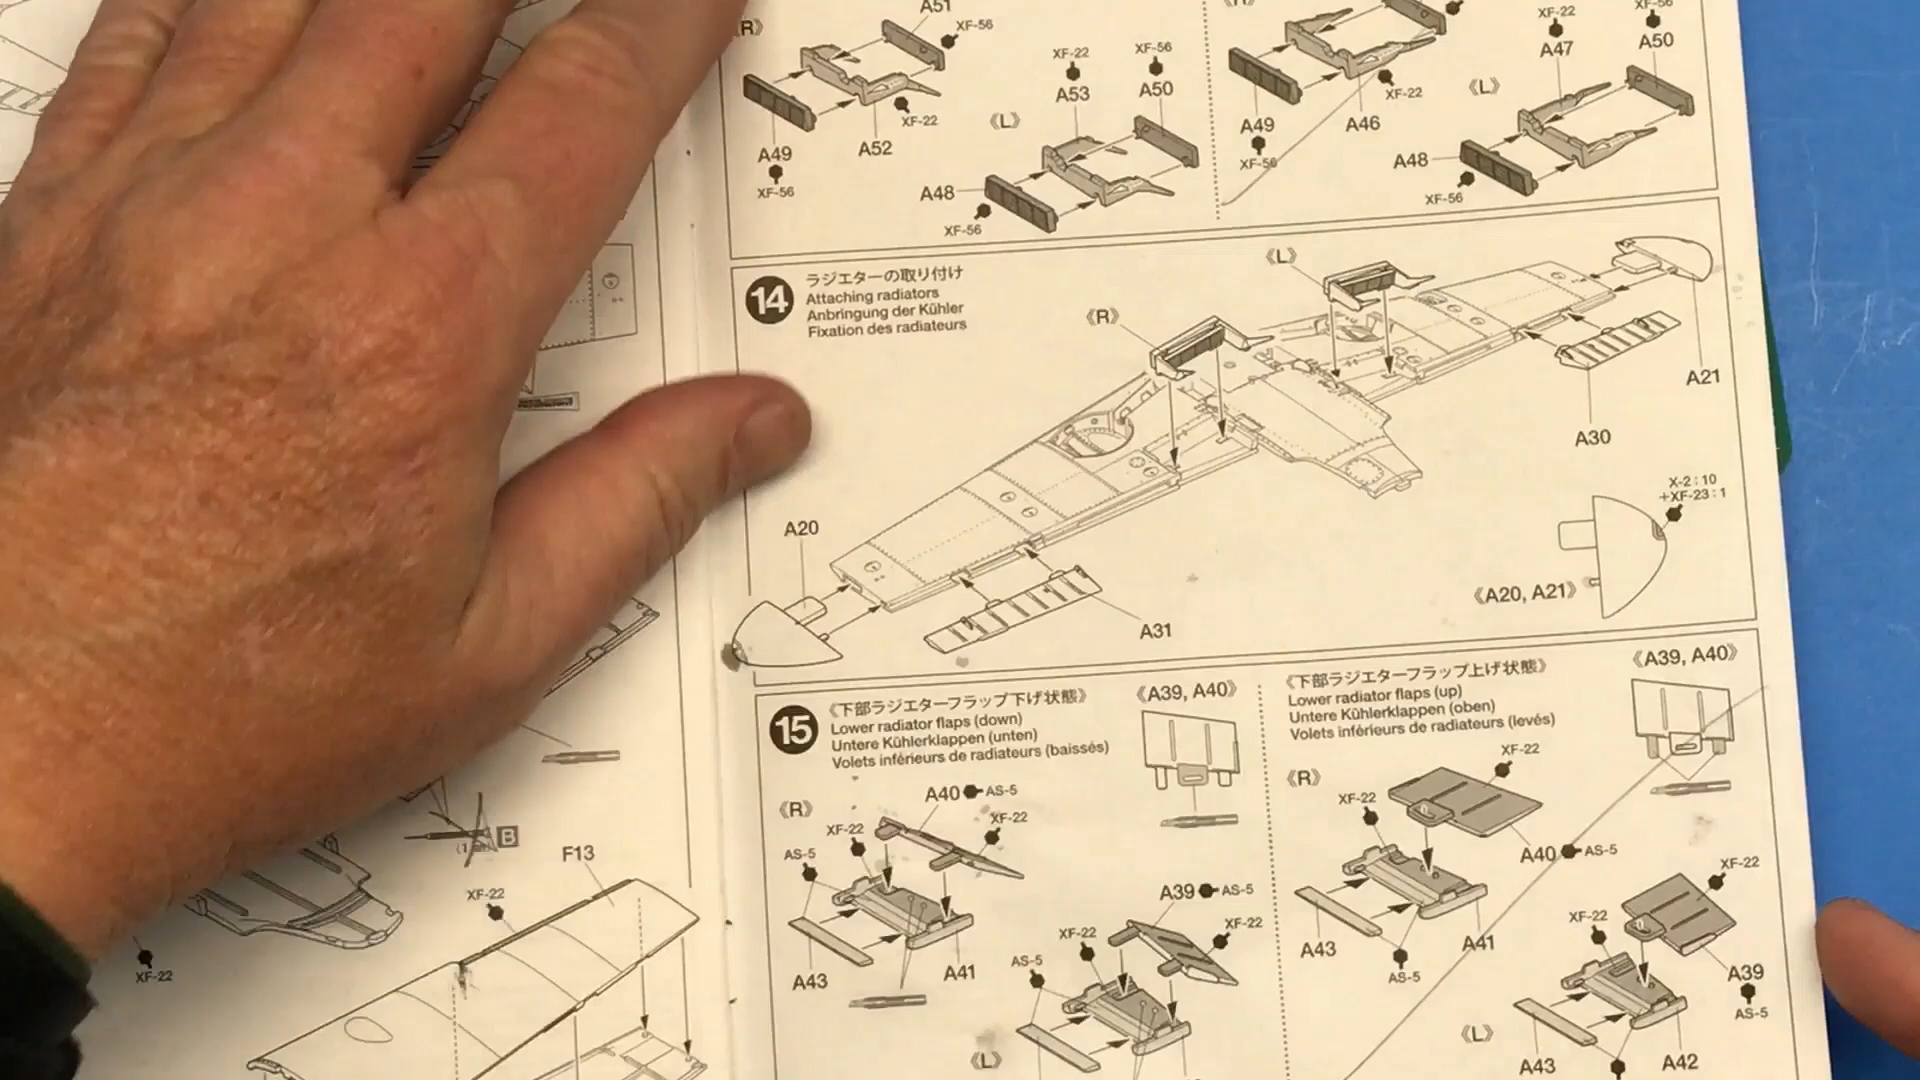 A51
《R》
XF-56
XF-22
A53
XF-56
A50
《L》
XF-22
A49
XF-56
A52
A48
XF-56
XF-22
A47
XF-56
A50
XF-22
《L》
A49
XF-56
A46
A48
XF-56
14
ラジエターの取り付け
Attaching radiators
Anbringung der Kühler
Fixation des radiateurs
《L》
《R》
A21
A30
X-2:10
+XF-23:1
A20
《A20, A21》
A31
15
《下部ラジエターフラップ下げ状態》
Lower radiator flaps (down)
Untere Kühlerklappen (unten)
Volets inférieurs de radiateurs (baissés)
《A39, A40》
《R》
A40
AS-5
XF-22
XF-22
AS-5
A43
A41
A39
AS-5
XF-22
XF-22
AS-5
《L》
《下部ラジエターフラップ上げ状態》
Lower radiator flaps (up)
Untere Kühlerklappen (oben)
Volets inférieurs de radiateurs (levés)
《A39, A40》
《R》
XF-22
XF-22
A40
AS-5
A43
A41
AS-5
XF-22
XF-22
A39
AS-5
《L》
A43
A42
B
F13
XF-22
XF-22